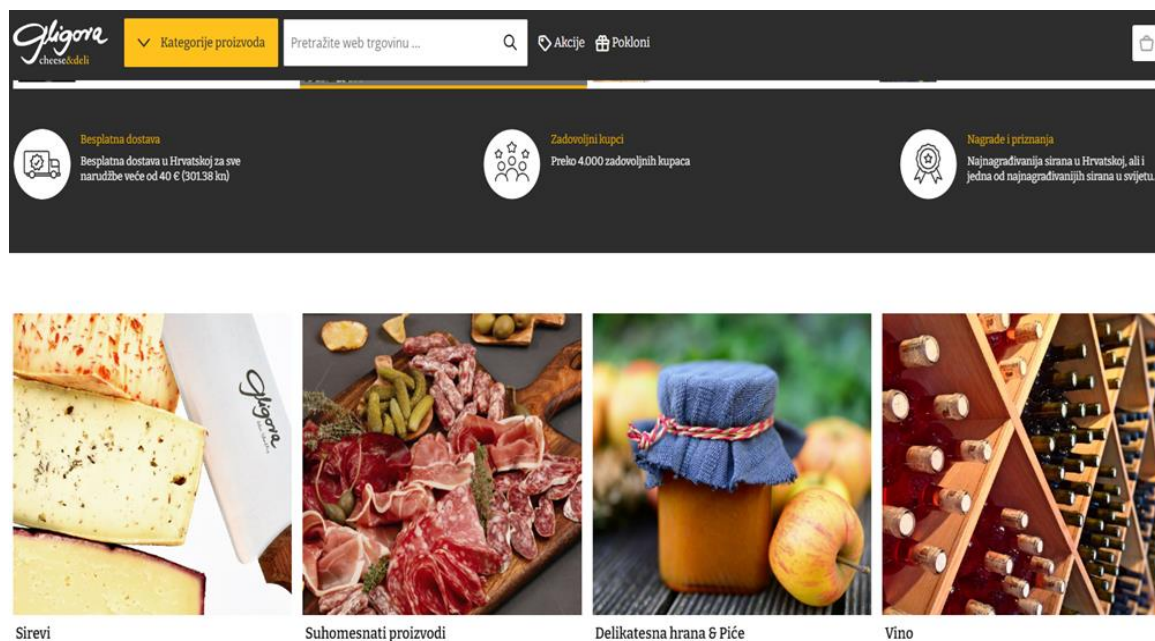 Gligora
cheese&deli
Kategorije proizvoda
Pretražite web trgovinu ...
Akcije
Pokloni
Besplatna dostava
Besplatna dostava u Hrvatskoj za sve
narudžbe veće od 40 € (301.38 kn)
Zadovoljni kupci
Preko 4.000 zadovoljnih kupaca
Nagrade i priznanja
Najnagrađivanija sirana u Hrvatskoj, ali i
jedna od najnagrađivanijih sirana u svijetu.
Gligora
Sirevi
Suhomesnati proizvodi
Delikatesna hrana & Piće
Vino